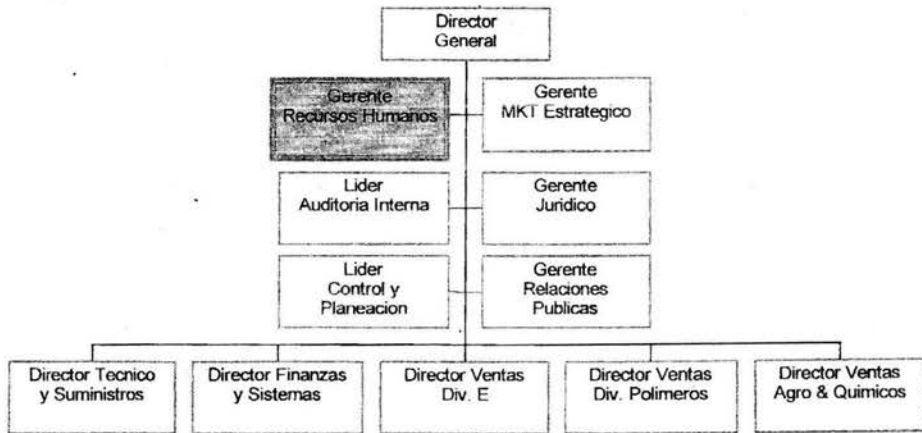 Director
General
Gerente
Recursos Humanos
Gerente
MKT Estrategico
Lider
Auditoria Interna
Gerente
Juridico
Lider
Control y
Planeacion
Gerente
Relaciones
Publicas
Director Tecnico
y Suministros
Director Finanzas
y Sistemas
Director Ventas
Div. E
Director Ventas
Div. Polimeros
Director Ventas
Agro & Quimicos